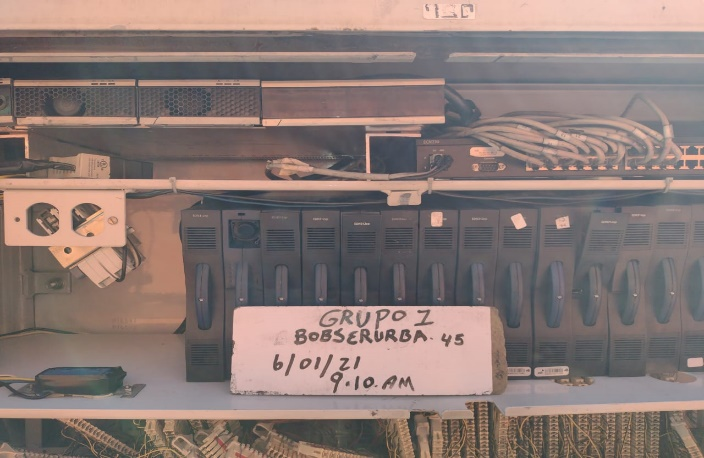 GRUPO 1
BOBSERURBA. 45
6/01/21
9.10 AM